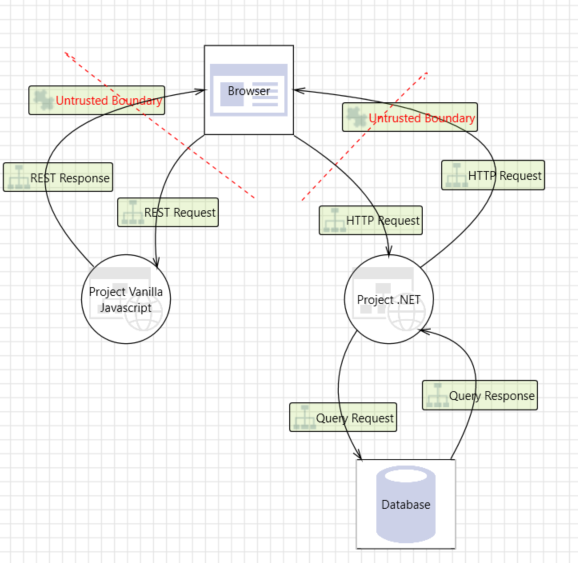 Browser
Untrusted Boundary
Untrusted Boundary
REST Response
HTTP Request
REST Request
HTTP Request
Project Vanilla
Javascript
Project .NET
Query Response
Query Request
Database